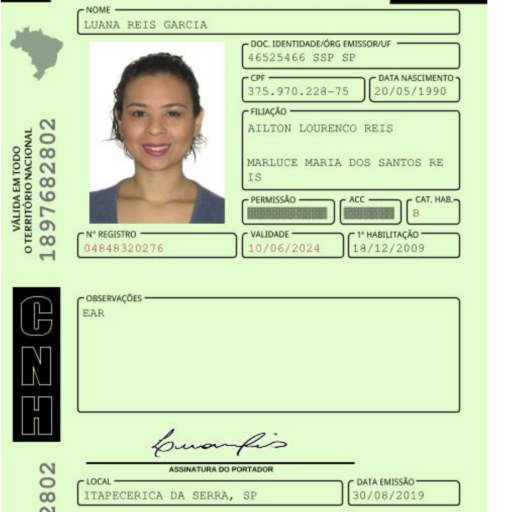 NOME
LUANA REIS GARCIA
DOC. IDENTIDADE/ÓRG EMISSOR/UF
46525466 SSP SP
CPF
375.970.228-75
DATA NASCIMENTO
20/05/1990
FILIAÇÃO
AILTON LOURENCO REIS
MARLUCE MARIA DOS SANTOS RE
IS
PERMISSÃO
ACC
CAT. HAB.
B
VÁLIDA EM TODO
O TERRITÓRIO NACIONAL
1897682802
Nº REGISTRO
04848320276
VALIDADE
10/06/2024
1ª HABILITAÇÃO
18/12/2009
CNH
OBSERVAÇÕES
EAR
ASSINATURA DO PORTADOR
LOCAL
ITAPECERICA DA SERRA, SP
DATA EMISSÃO
30/08/2019
2802